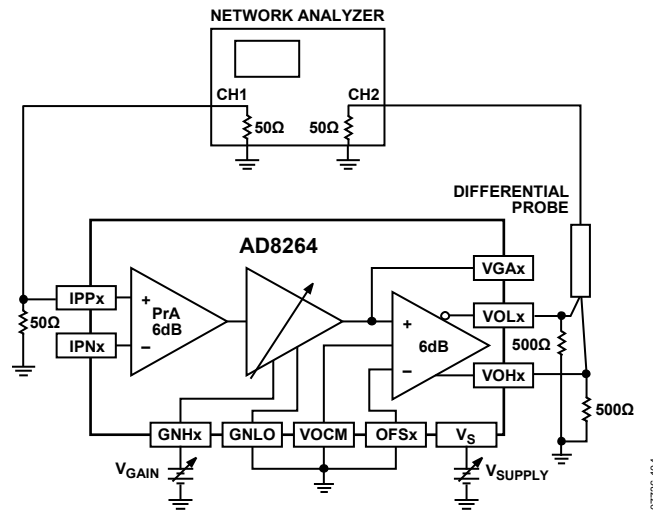 NETWORK ANALYZER
CH1
CH2
50Ω
50Ω
DIFFERENTIAL
PROBE
AD8264
VGAx
IPPx
+
PrA
6dB
−
+
6dB
−
VOLx
50Ω
IPNx
500Ω
VOHx
500Ω
GNHx
GNLO
VOCM
OFSx
VS
VGAIN
VSUPPLY